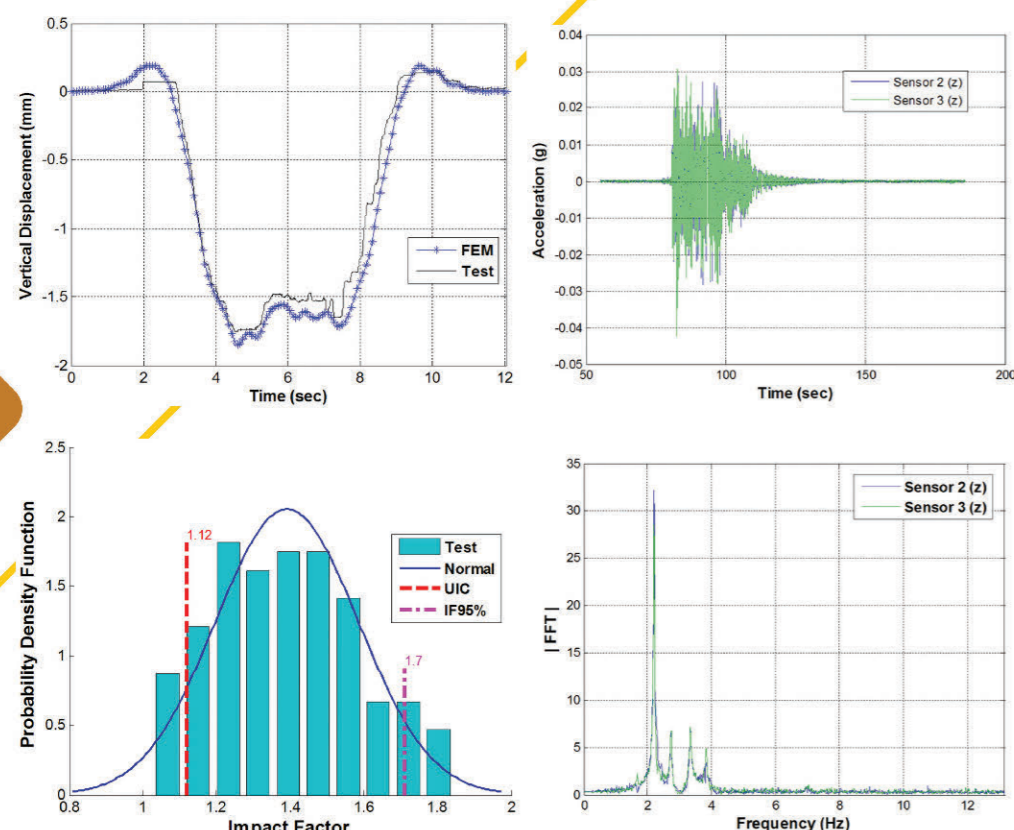 0.5
0
-0.5
-1
-1.5
-2
Vertical Displacement (mm)
FEM
Test
0 2 4 6 8 10 12
Time (sec)
0.04
0.03
0.02
0.01
0
-0.01
-0.02
-0.03
-0.04
-0.05
Acceleration (g)
Sensor 2 (z)
Sensor 3 (z)
50 100 150 200
Time (sec)
2.5
2
1.5
1
0.5
0
Probability Density Function
1.12
1.7
Test
Normal
UIC
IF95%
0.8 1 1.2 1.4 1.6 1.8 2
Impact Factor
35
30
25
20
15
10
5
0
| FFT |
Sensor 2 (z)
Sensor 3 (z)
0 2 4 6 8 10 12
Frequency (Hz)